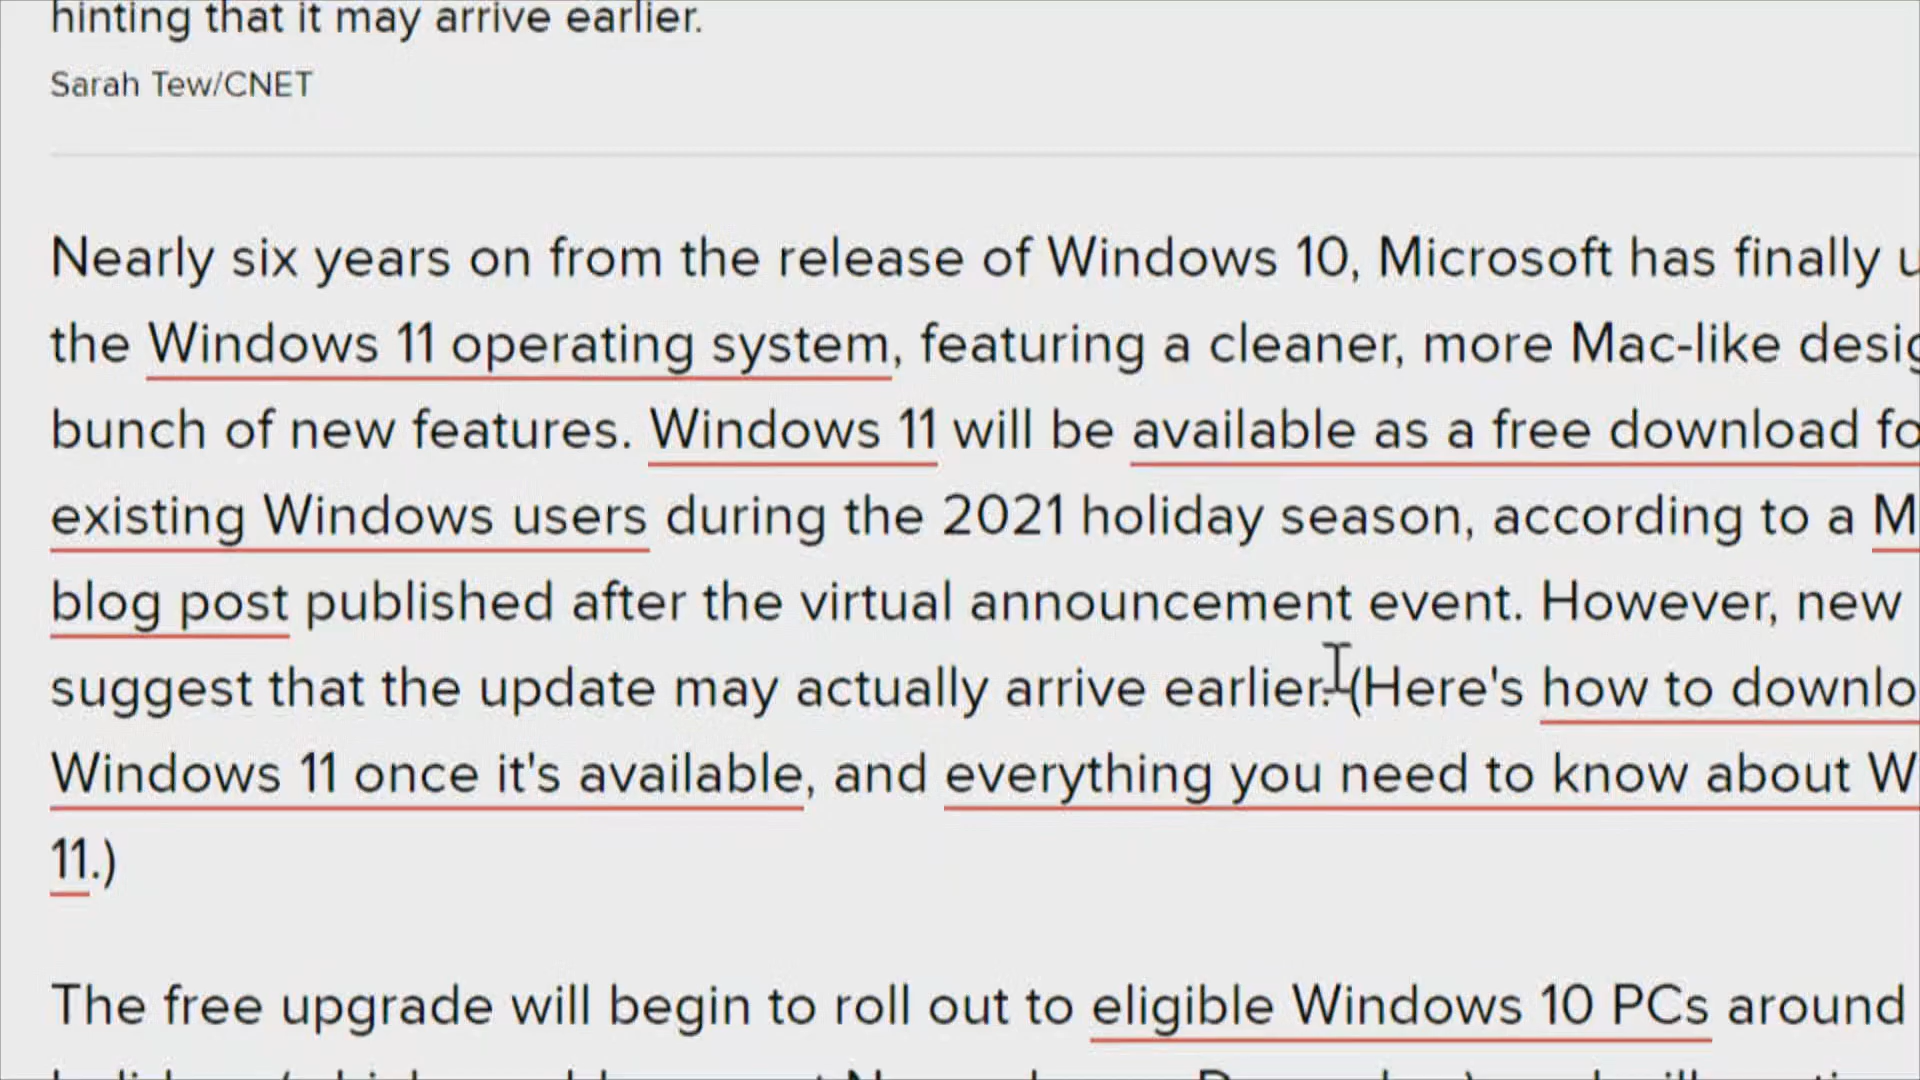 hinting that it may arrive earlier.
Sarah Tew/CNET
Nearly six years on from the release of Windows 10, Microsoft has finally
the Windows 11 operating system, featuring a cleaner, more Mac-like
bunch of new features. Windows 11 will be available as a free download
existing Windows users during the 2021 holiday season, according to a
blog post published after the virtual announcement event. However, new
suggest that the update may actually arrive earlier. (Here's how to
Windows 11 once it's available, and everything you need to know about
11.)
The free upgrade will begin to roll out to eligible Windows 10 PCs around